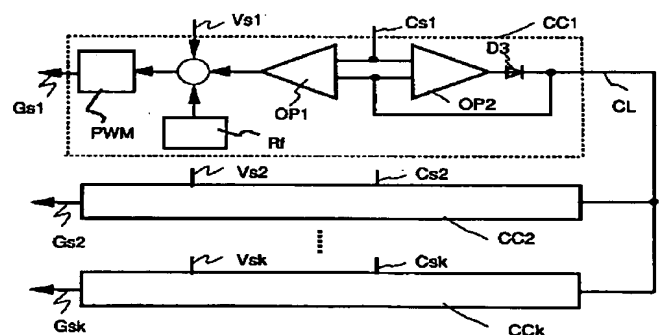 Vs1
Cs1
CC1
D3
OP1
OP2
CL
Gs1
PWM
Rf
Vs2
Cs2
Gs2
CC2
Vsk
Csk
Gsk
CCk